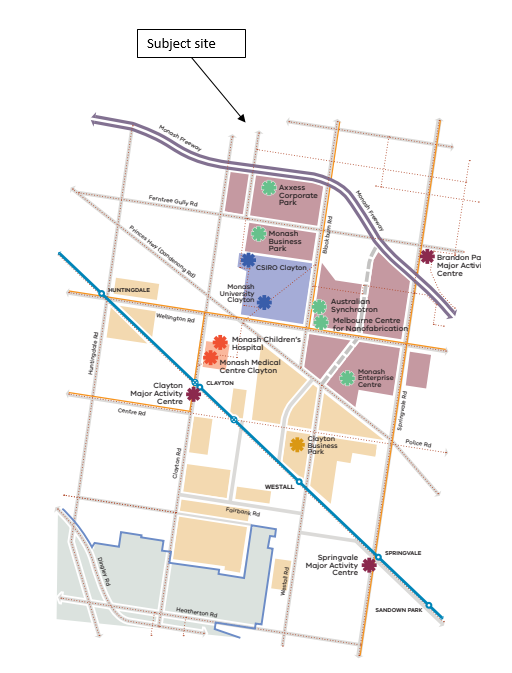 Subject site
Monash Freeway
Axxess
Corporate
Park
Ferntree Gully Rd
Monash Freeway
Blackburn Rd
Princes Hwy (Dandenong Rd)
Monash
Business
Park
Brandon Pa
Major Activi
Centre
CSIRO Clayton
HUNTINGDALE
Monash
University
Clayton
Australian
Synchrotron
Melbourne Centre
for Nanofabrication
Wellington Rd
Huntingdale Rd
Monash Children's
Hospital
Monash Medical
Centre Clayton
Monash
Enterprise
Centre
Clayton
Major Activity
Centre
CLAYTON
Springvale Rd
Centre Rd
Police Rd
Clayton
Business
Park
Clayton Rd
WESTALL
Fairbank Rd
Springvale
Major Activity
Centre
SPRINGVALE
Dingley Rd
Westall Rd
Heatherton Rd
SANDOWN PARK